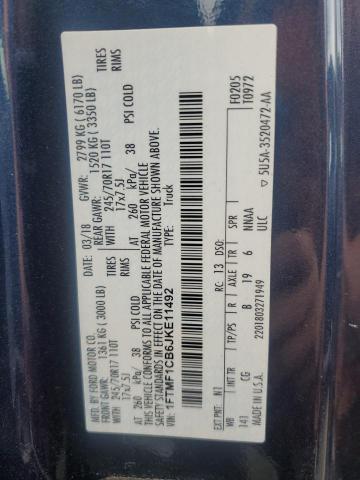 MFD. BY FORD MOTOR CO.
DATE: 03/18 GVWR: 2799 KG ( 6170 LB)
FRONT GAWR: 1361 KG ( 3000 LB) REAR GAWR: 1520 KG ( 3350 LB)
WITH 245/70R17 110T TIRES WITH 245/70R17 110T TIRES
17x7.5J RIMS 17x7.5J RIMS
AT 260 kPa/ 38 PSI COLD AT 260 kPa/ 38 PSI COLD
THIS VEHICLE CONFORMS TO ALL APPLICABLE FEDERAL MOTOR VEHICLE
SAFETY STANDARDS IN EFFECT ON THE DATE OF MANUFACTURE SHOWN ABOVE.
VIN: 1FTMF1CB6JKE11492
TYPE: Truck
F0205
T0972
EXT PNT: N1 RC: 13 DSO:
WB INT TR TP/PS R AXLE TR SPR
141 CG B 19 6 NNAA
ULC
2201803271949
MADE IN U.S.A.
▽ 5U5A-3520472-AA